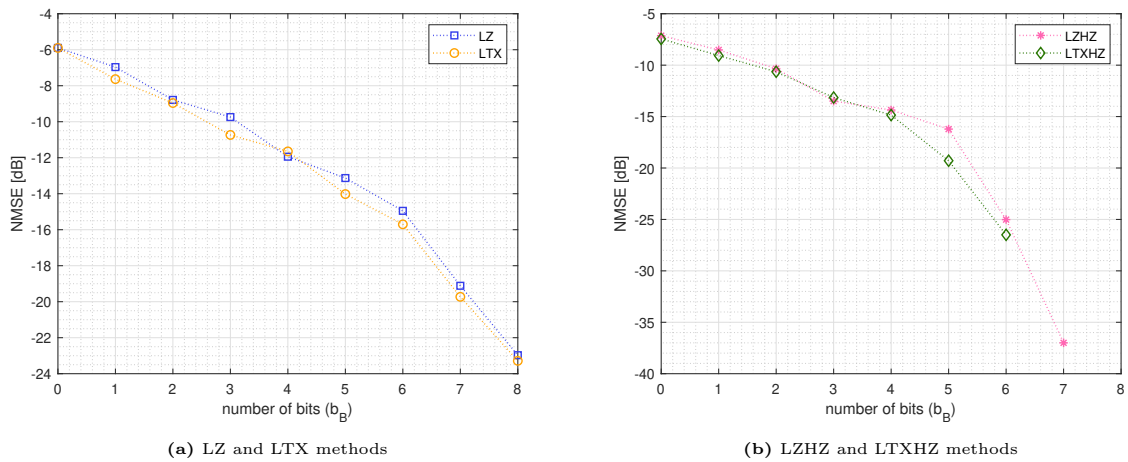 -4
-6
-8
-10
-12
-14
-16
-18
-20
-22
-24
NMSE [dB]
0 1 2 3 4 5 6 7 8
number of bits (b_B)
LZ
LTX
(a) LZ and LTX methods
-5
-10
-15
-20
-25
-30
-35
-40
NMSE [dB]
0 1 2 3 4 5 6 7 8
number of bits (b_B)
LZHZ
LTXHZ
(b) LZHZ and LTXHZ methods